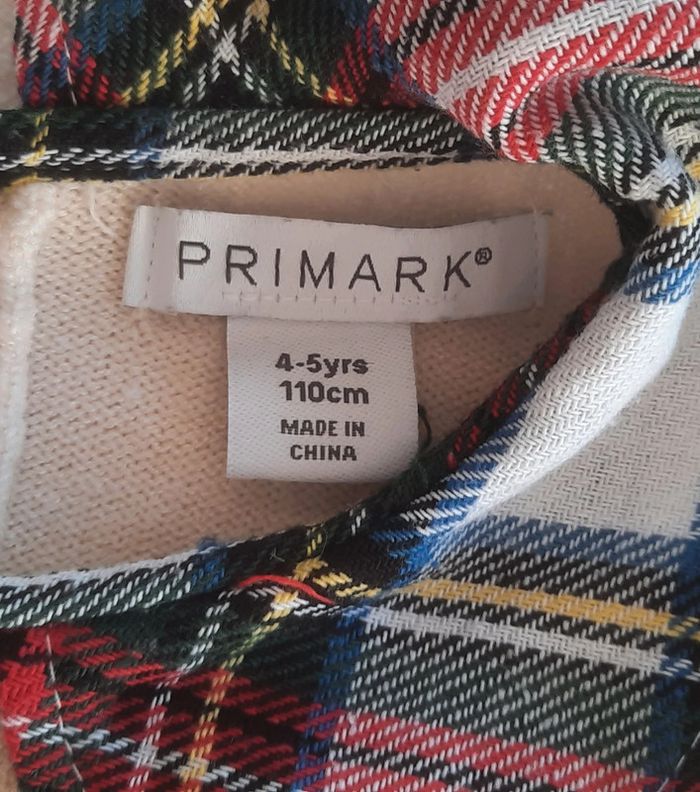 PRIMARK®
4-5yrs
110cm
MADE IN
CHINA